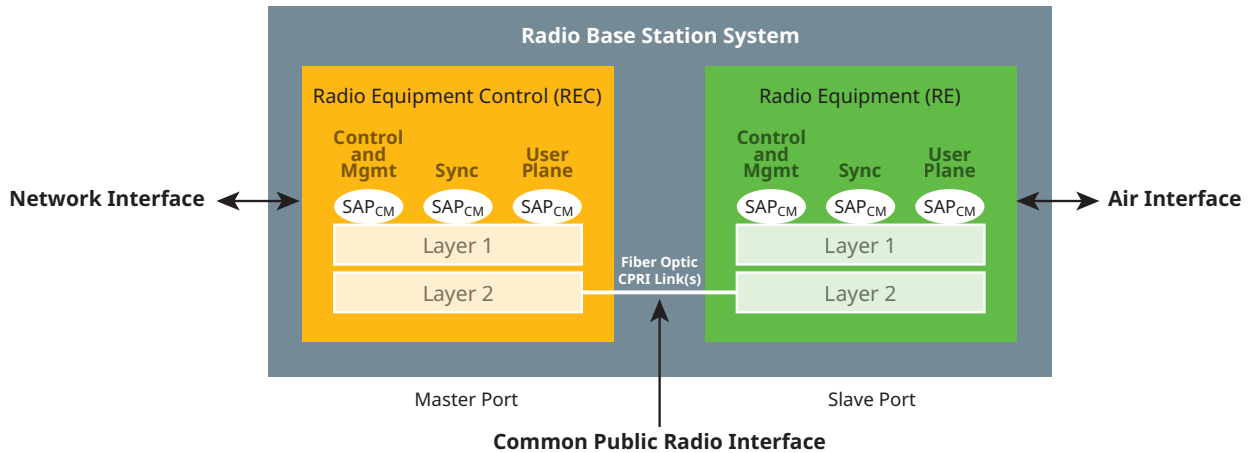 Radio Base Station System
Radio Equipment Control (REC)
Control
and
Mgmt
Sync
User
Plane
SAPCM
SAPCM
SAPCM
Layer 1
Layer 2
Network Interface
Fiber Optic
CPRI Link(s)
Radio Equipment (RE)
Control
and
Mgmt
Sync
User
Plane
SAPCM
SAPCM
SAPCM
Layer 1
Layer 2
Air Interface
Master Port
Slave Port
Common Public Radio Interface